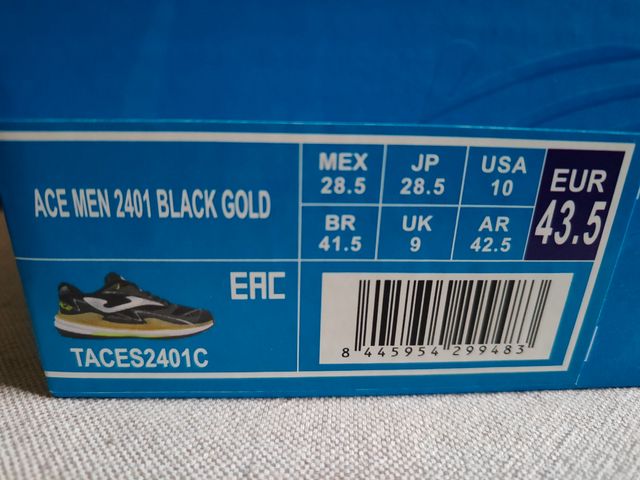 ACE MEN 2401 BLACK GOLD
MEX
28.5
JP
28.5
USA
10
EUR
43.5
BR
41.5
UK
9
AR
42.5
EAC
TACES2401C
8 445954 299483